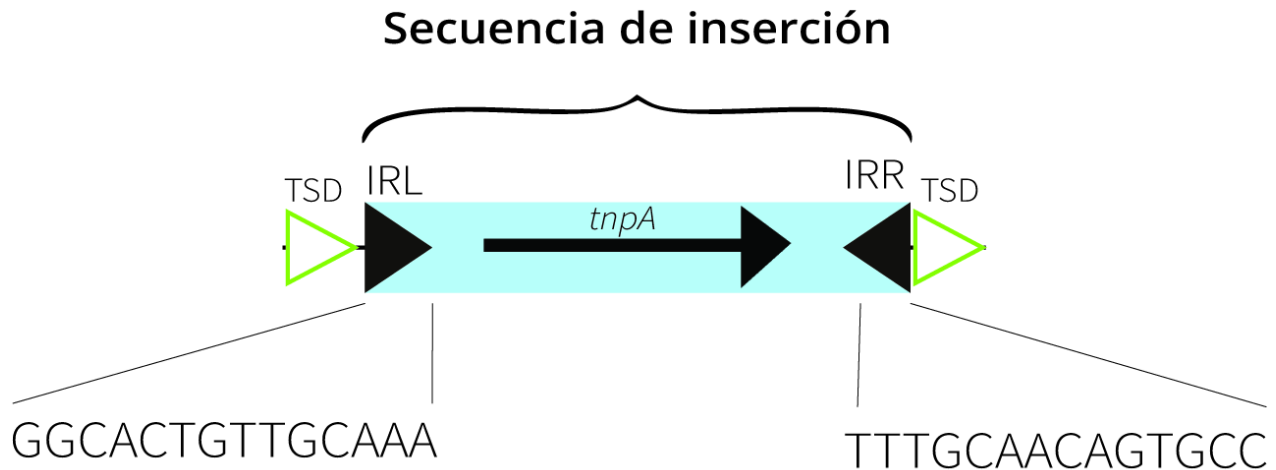 Secuencia de inserción
TSD IRL IRR TSD
tnpA
GGCACTGTTGCAAA TTTGCAACAGTGCC